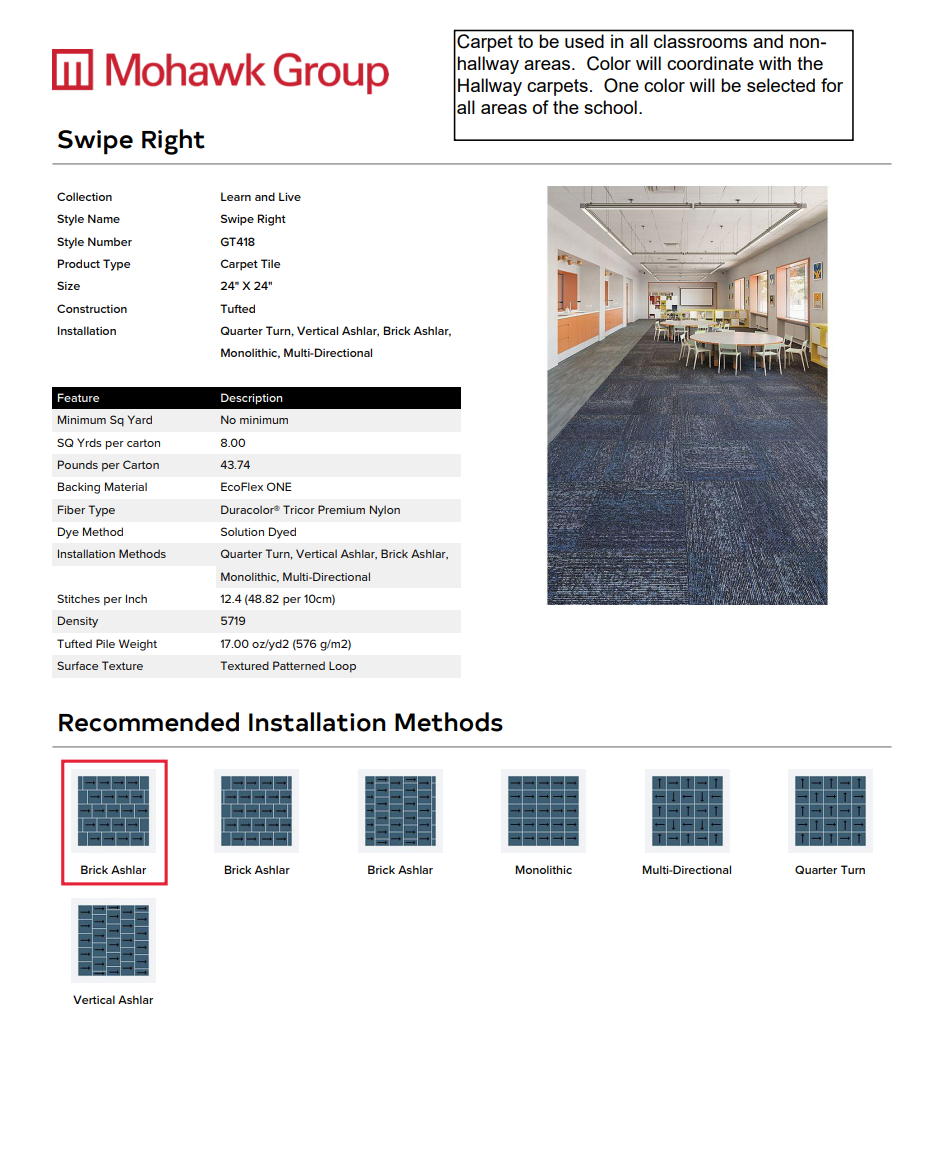 Mohawk Group
Carpet to be used in all classrooms and non-
hallway areas.  Color will coordinate with the
Hallway carpets.  One color will be selected for
all areas of the school.
Swipe Right
Collection Learn and Live
Style Name Swipe Right
Style Number GT418
Product Type Carpet Tile
Size 24" X 24"
Construction Tufted
Installation Quarter Turn, Vertical Ashlar, Brick Ashlar,
Monolithic, Multi-Directional
Feature Description
Minimum Sq Yard No minimum
SQ Yrds per carton 8.00
Pounds per Carton 43.74
Backing Material EcoFlex ONE
Fiber Type Duracolor® Tricor Premium Nylon
Dye Method Solution Dyed
Installation Methods Quarter Turn, Vertical Ashlar, Brick Ashlar,
Monolithic, Multi-Directional
Stitches per Inch 12.4 (48.82 per 10cm)
Density 5719
Tufted Pile Weight 17.00 oz/yd2 (576 g/m2)
Surface Texture Textured Patterned Loop
Recommended Installation Methods
Brick Ashlar Brick Ashlar Brick Ashlar Monolithic Multi-Directional Quarter Turn
Vertical Ashlar